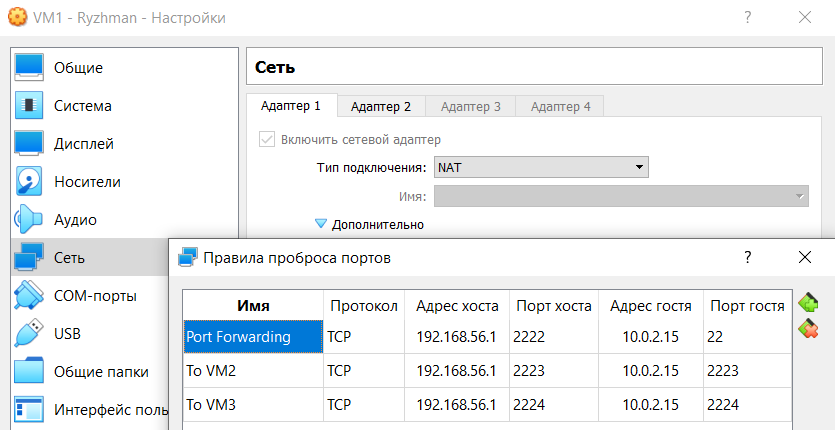 VM1 - Ryzhman - Настройки
Общие
Система
Дисплей
Носители
Аудио
Сеть
COM-порты
USB
Общие папки
Интерфейс поль
Сеть
Адаптер 1 Адаптер 2 Адаптер 3 Адаптер 4
Включить сетевой адаптер
Тип подключения: NAT
Имя:
Дополнительно
Правила проброса портов
Имя Протокол Адрес хоста Порт хоста Адрес гостя Порт гостя
Port Forwarding TCP 192.168.56.1 2222 10.0.2.15 22
To VM2 TCP 192.168.56.1 2223 10.0.2.15 2223
To VM3 TCP 192.168.56.1 2224 10.0.2.15 2224